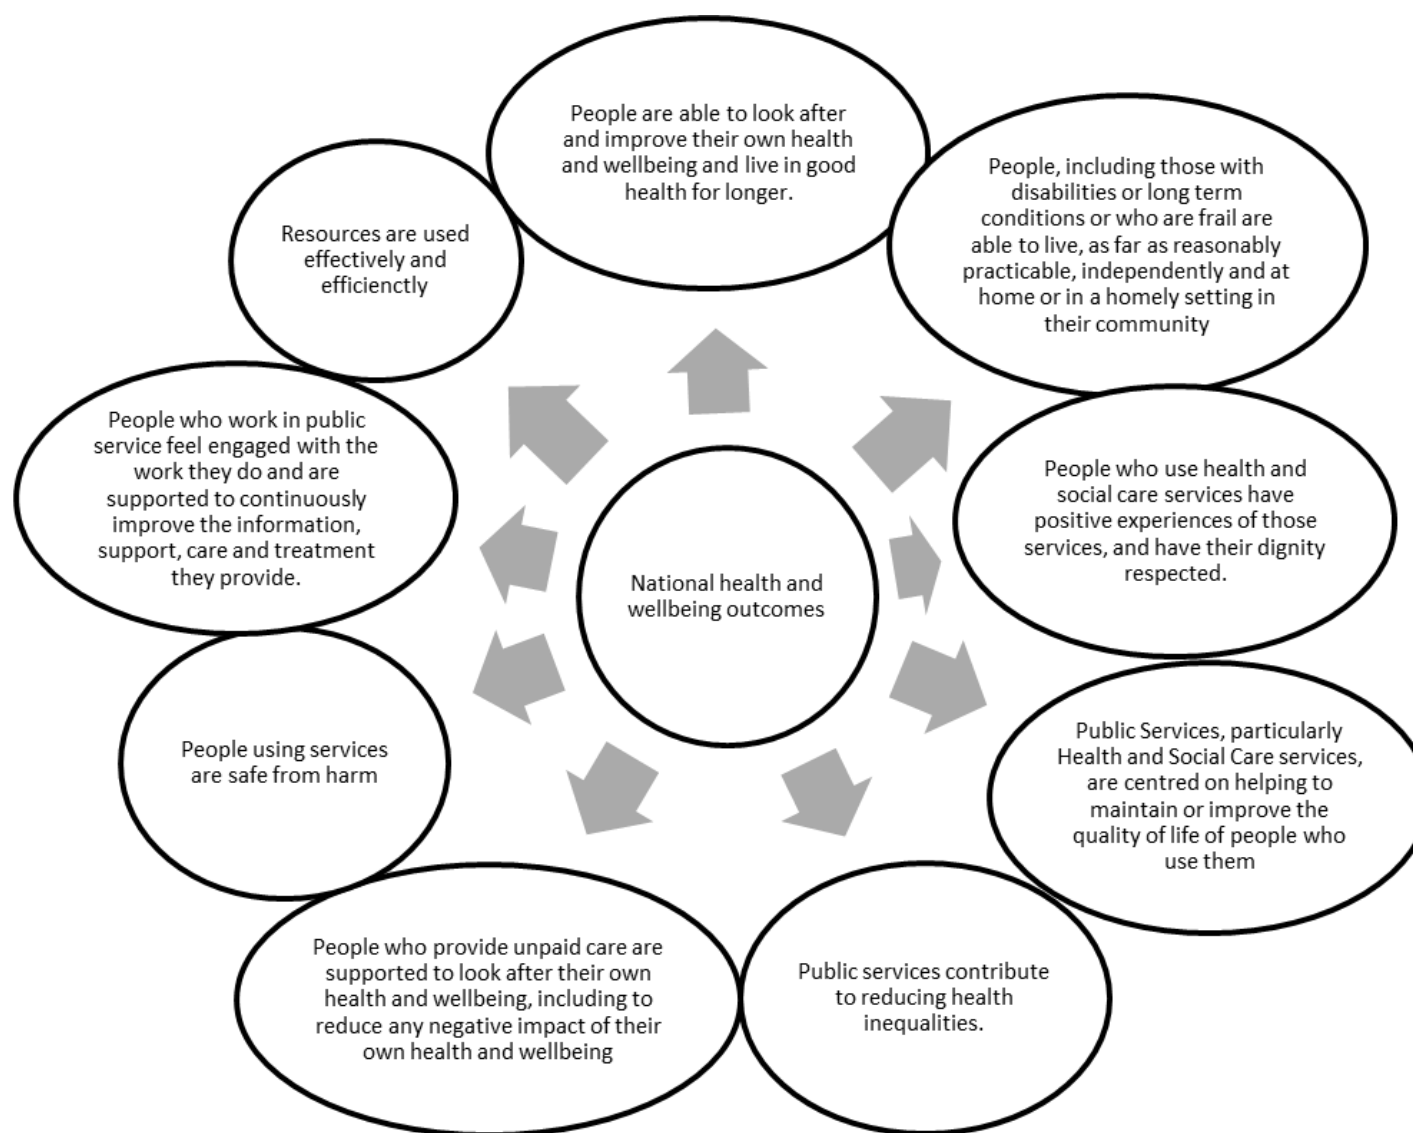 People are able to look after
and improve their own health
and wellbeing and live in good
health for longer.
People, including those with
disabilities or long term
conditions or who are frail are
able to live, as far as reasonably
practicable, independently and at
home or in a homely setting in
their community
People who use health and
social care services have
positive experiences of those
services, and have their dignity
respected.
Public Services, particularly
Health and Social Care services,
are centred on helping to
maintain or improve the
quality of life of people who
use them
Public services contribute
to reducing health
inequalities.
People who provide unpaid care are
supported to look after their own
health and wellbeing, including to
reduce any negative impact of their
own health and wellbeing
People using services
are safe from harm
People who work in public
service feel engaged with the
work they do and are
supported to continuously
improve the information,
support, care and treatment
they provide.
Resources are used
effectively and
efficienctly
National health and
wellbeing outcomes